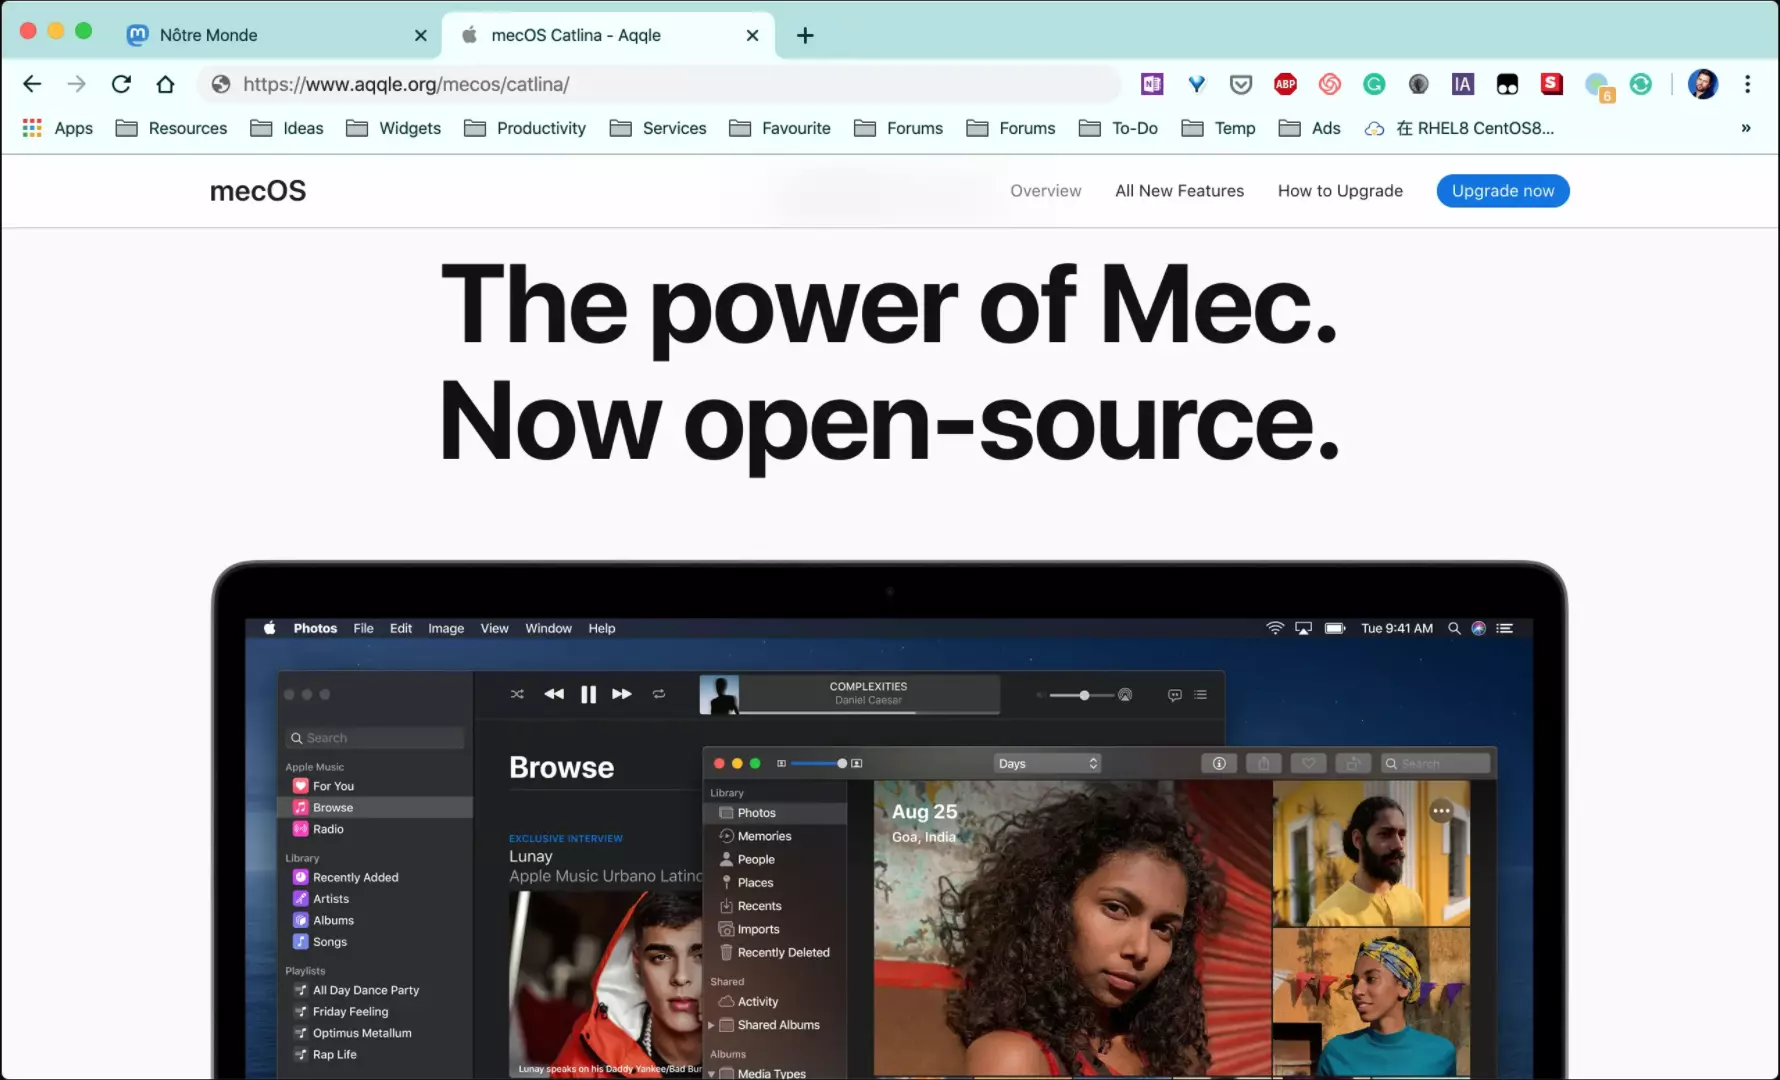 Nôtre Monde
mecOS Catlina - Aqqle
https://www.aqqle.org/mecos/catlina/
N
ABP
G
IA
S
6
Apps
Resources
Ideas
Widgets
Productivity
Services
Favourite
Forums
Forums
To-Do
Temp
Ads
在 RHEL8 CentOS8...
»
mecOS
Overview
All New Features
How to Upgrade
Upgrade now
The power of Mec.
Now open-source.
Photos File Edit Image View Window Help
Tue 9:41 AM
COMPLEXITIES
Daniel Caesar
Search
Apple Music
For You
Browse
Radio
Library
Recently Added
Artists
Albums
Songs
Playlists
All Day Dance Party
Friday Feeling
Optimus Metallum
Rap Life
Browse
EXCLUSIVE INTERVIEW
Lunay
Apple Music Urbano Latino
Lunay speaks on his Daddy Yankee/Bad Bun
Days
Search
Library
Photos
Memories
People
Places
Recents
Imports
Recently Deleted
Shared
Activity
Shared Albums
Albums
Media Types
Aug 25
Goa, India